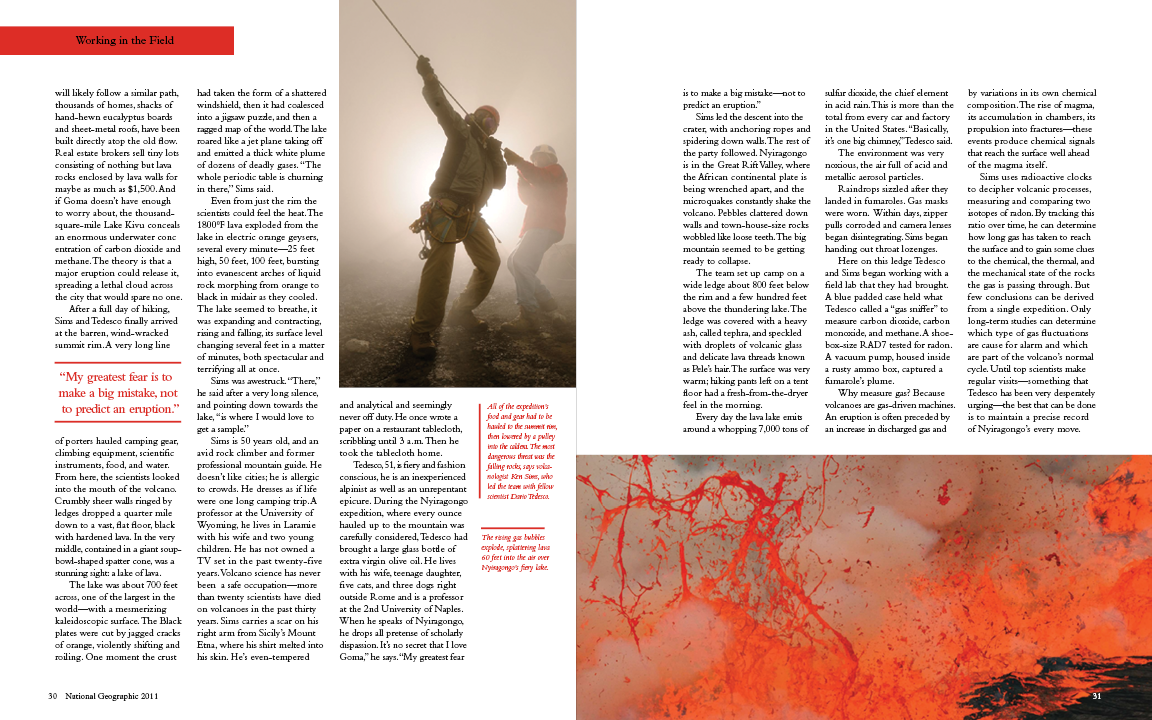 Working in the Field
will likely follow a similar path,
thousands of homes, shacks of
hand-hewn eucalyptus boards
and sheet-metal roofs, have been
built directly atop the old flow.
Real estate brokers sell tiny lots
consisting of nothing but lava
rocks enclosed by lava walls for
maybe as much as $1,500. And
if Goma doesn't have enough
to worry about, the thousand-
square-mile Lake Kivu conceals
an enormous underwater conc
entration of carbon dioxide and
methane. The theory is that a
major eruption could release it,
spreading a lethal cloud across
the city that would spare no one.
After a full day of hiking,
Sims and Tedesco finally arrived
at the barren, wind-wracked
summit rim. A very long line
"My greatest fear is to
make a big mistake, not
to predict an eruption."
of porters hauled camping gear,
climbing equipment, scientific
instruments, food, and water.
From here, the scientists looked
into the mouth of the volcano.
Crumbly sheer walls ringed by
ledges dropped a quarter mile
down to a vast, flat floor, black
with hardened lava. In the very
middle, contained in a giant soup-
bowl-shaped spatter cone, was a
stunning sight: a lake of lava.
The lake was about 700 feet
across, one of the largest in the
world—with a mesmerizing
kaleidoscopic surface. The Black
plates were cut by jagged cracks
of orange, violently shifting and
roiling. One moment the crust
had taken the form of a shattered
windshield, then it had coalesced
into a jigsaw puzzle, and then a
ragged map of the world. The lake
roared like a jet plane taking off
and emitted a thick white plume
of dozens of deadly gases. "The
whole periodic table is churning
in there," Sims said.
Even from just the rim the
scientists could feel the heat. The
1800ºF lava exploded from the
lake in electric orange geysers,
several every minute—25 feet
high, 50 feet, 100 feet, bursting
into evanescent arches of liquid
rock morphing from orange to
black in midair as they cooled.
The lake seemed to breathe, it
was expanding and contracting,
rising and falling, its surface level
changing several feet in a matter
of minutes, both spectacular and
terrifying all at once.
Sims was awestruck. "There,"
he said after a very long silence,
and pointing down towards the
lake, "is where I would love to
get a sample."
Sims is 50 years old, and an
avid rock climber and former
professional mountain guide. He
doesn't like cities; he is allergic
to crowds. He dresses as if life
were one long camping trip. A
professor at the University of
Wyoming, he lives in Laramie
with his wife and two young
children. He has not owned a
TV set in the past twenty-five
years. Volcano science has never
been a safe occupation—more
than twenty scientists have died
on volcanoes in the past thirty
years. Sims carries a scar on his
right arm from Sicily's Mount
Etna, where his shirt melted into
his skin. He's even-tempered
and analytical and seemingly
never off duty. He once wrote a
paper on a restaurant tablecloth,
scribbling until 3 a.m. Then he
took the tablecloth home.
Tedesco, 51, is fiery and fashion
conscious, he is an inexperienced
alpinist as well as an unrepentant
epicure. During the Nyiragongo
expedition, where every ounce
hauled up to the mountain was
carefully considered, Tedesco had
brought a large glass bottle of
extra virgin olive oil. He lives
with his wife, teenage daughter,
five cats, and three dogs right
outside Rome and is a professor
at the 2nd University of Naples.
When he speaks of Nyiragongo,
he drops all pretense of scholarly
dispassion. It's no secret that I love
Goma," he says. "My greatest fear
All of the expedition's
food and gear had to be
hauled to the summit rim,
then lowered by a pulley
into the caldera. The most
dangerous threat was the
falling rocks, says volca-
nologist Ken Sims, who
led the team with fellow
scientist Dario Tedesco.
The rising gas bubbles
explode, splattering lava
60 feet into the air over
Nyiragongo's fiery lake.
30 National Geographic 2011
is to make a big mistake—not to
predict an eruption."
Sims led the descent into the
crater, with anchoring ropes and
spidering down walls. The rest of
the party followed. Nyiragongo
is in the Great Rift Valley, where
the African continental plate is
being wrenched apart, and the
microquakes constantly shake the
volcano. Pebbles clattered down
walls and town-house-size rocks
wobbled like loose teeth. The big
mountain seemed to be getting
ready to collapse.
The team set up camp on a
wide ledge about 800 feet below
the rim and a few hundred feet
above the thundering lake. The
ledge was covered with a heavy
ash, called tephra, and speckled
with droplets of volcanic glass
and delicate lava threads known
as Pele's hair. The surface was very
warm; hiking pants left on a tent
floor had a fresh-from-the-dryer
feel in the morning.
Every day the lava lake emits
around a whopping 7,000 tons of
sulfur dioxide, the chief element
in acid rain. This is more than the
total from every car and factory
in the United States. "Basically,
it's one big chimney," Tedesco said.
The environment was very
noxious, the air full of acid and
metallic aerosol particles.
Raindrops sizzled after they
landed in fumaroles. Gas masks
were worn. Within days, zipper
pulls corroded and camera lenses
began disintegrating. Sims began
handing out throat lozenges.
Here on this ledge Tedesco
and Sims began working with a
field lab that they had brought.
A blue padded case held what
Tedesco called a "gas sniffer" to
measure carbon dioxide, carbon
monoxide, and methane. A shoe-
box-size RAD7 tested for radon.
A vacuum pump, housed inside
a rusty ammo box, captured a
fumarole's plume.
Why measure gas? Because
volcanoes are gas-driven machines.
An eruption is often preceded by
an increase in discharged gas and
by variations in its own chemical
composition. The rise of magma,
its accumulation in chambers, its
propulsion into fractures—these
events produce chemical signals
that reach the surface well ahead
of the magma itself.
Sims uses radioactive clocks
to decipher volcanic processes,
measuring and comparing two
isotopes of radon. By tracking this
ratio over time, he can determine
how long gas has taken to reach
the surface and to gain some clues
to the chemical, the thermal, and
the mechanical state of the rocks
the gas is passing through. But
few conclusions can be derived
from a single expedition. Only
long-term studies can determine
which type of gas fluctuations
are cause for alarm and which
are part of the volcano's normal
cycle. Until top scientists make
regular visits—something that
Tedesco has been very desperately
urging—the best that can be done
is to maintain a precise record
of Nyiragongo's every move.
31